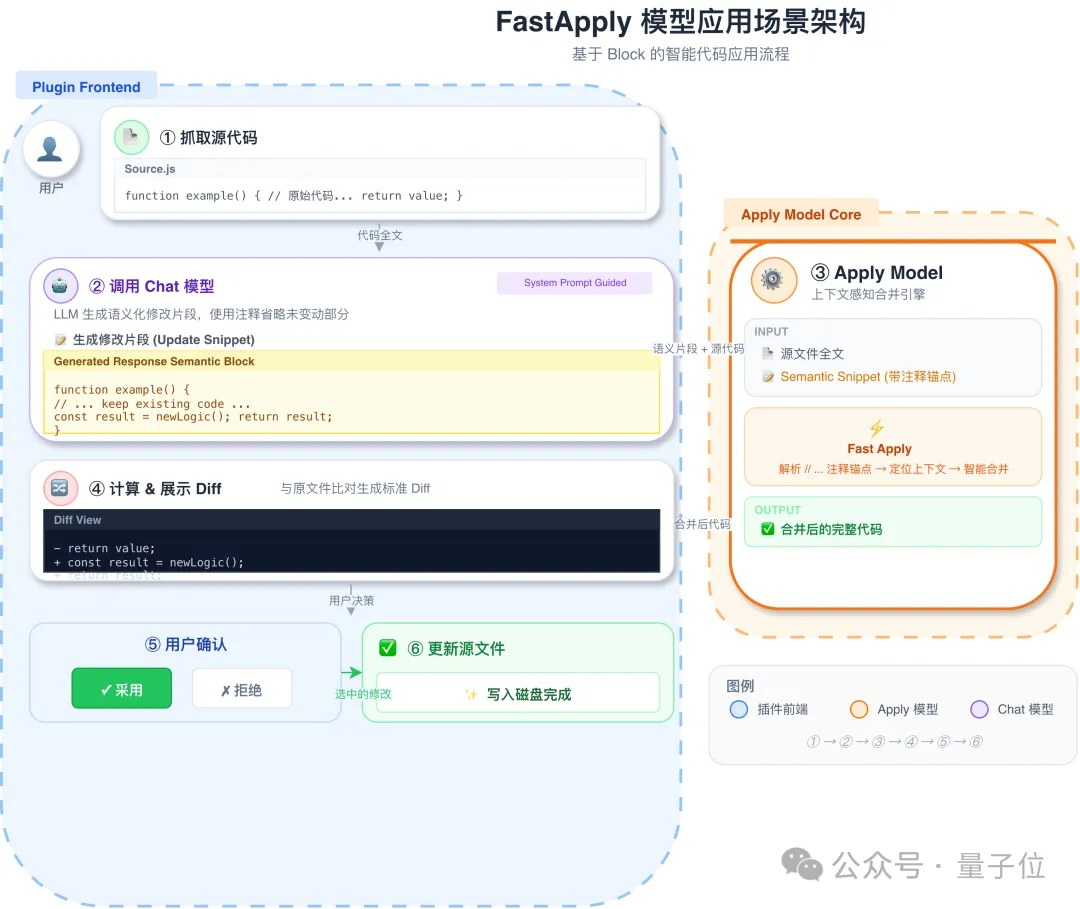 FastApply 模型应用场景架构
基于 Block 的智能代码应用流程
Plugin Frontend
用户
① 抓取源代码
Source.js
function example() { // 原始代码... return value; }
代码全文
② 调用 Chat 模型
System Prompt Guided
LLM 生成语义化修改片段，使用注释省略未变动部分
📝 生成修改片段 (Update Snippet)
Generated Response Semantic Block
function example() {
// ... keep existing code ...
const result = newLogic(); return result;
}
语义片段 + 源代码
Apply Model Core
③ Apply Model
上下文感知合并引擎
INPUT
源文件全文
📝 Semantic Snippet (带注释锚点)
⚡
Fast Apply
解析 // ... 注释锚点 → 定位上下文 → 智能合并
OUTPUT
✅ 合并后的完整代码
合并后代码
④ 计算 & 展示 Diff
与原文件比对生成标准 Diff
Diff View
− return value;
+ const result = newLogic();
+ return result;
用户决策
⑤ 用户确认
✓ 采用
✗ 拒绝
选中的修改
✅ ⑥ 更新源文件
✨ 写入磁盘完成
图例
插件前端
Apply 模型
Chat 模型
①→②→③→④→⑤→⑥
公众号 · 量子位